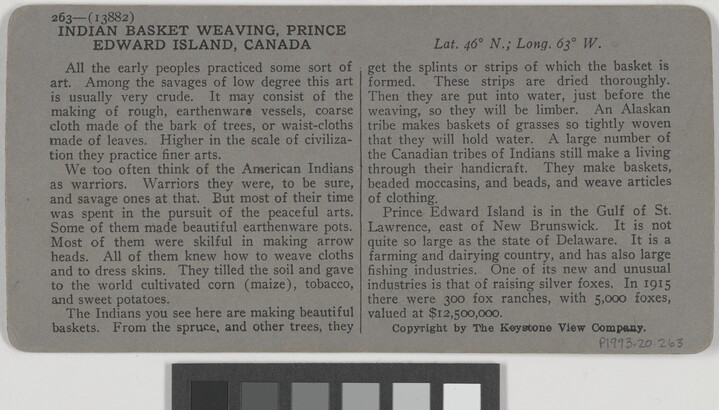 263—(13882)
INDIAN BASKET WEAVING, PRINCE
EDWARD ISLAND, CANADA
Lat. 46° N.; Long. 63° W.
All the early peoples practiced some sort of
art. Among the savages of low degree this art
is usually very crude. It may consist of the
making of rough, earthenware vessels, coarse
cloth made of the bark of trees, or waist-cloths
made of leaves. Higher in the scale of civiliza-
tion they practice finer arts.
We too often think of the American Indians
as warriors. Warriors they were, to be sure,
and savage ones at that. But most of their time
was spent in the pursuit of the peaceful arts.
Some of them made beautiful earthenware pots.
Most of them were skilful in making arrow
heads. All of them knew how to weave cloths
and to dress skins. They tilled the soil and gave
to the world cultivated corn (maize), tobacco,
and sweet potatoes.
The Indians you see here are making beautiful
baskets. From the spruce, and other trees, they
get the splints or strips of which the basket is
formed. These strips are dried thoroughly.
Then they are put into water, just before the
weaving, so they will be limber. An Alaskan
tribe makes baskets of grasses so tightly woven
that they will hold water. A large number of
the Canadian tribes of Indians still make a living
through their handicraft. They make baskets,
beaded moccasins, and beads, and weave articles
of clothing.
Prince Edward Island is in the Gulf of St.
Lawrence, east of New Brunswick. It is not
quite so large as the state of Delaware. It is a
farming and dairying country, and has also large
fishing industries. One of its new and unusual
industries is that of raising silver foxes. In 1915
there were 300 fox ranches, with 5,000 foxes,
valued at $12,500,000.
Copyright by The Keystone View Company.
P1993.20.263